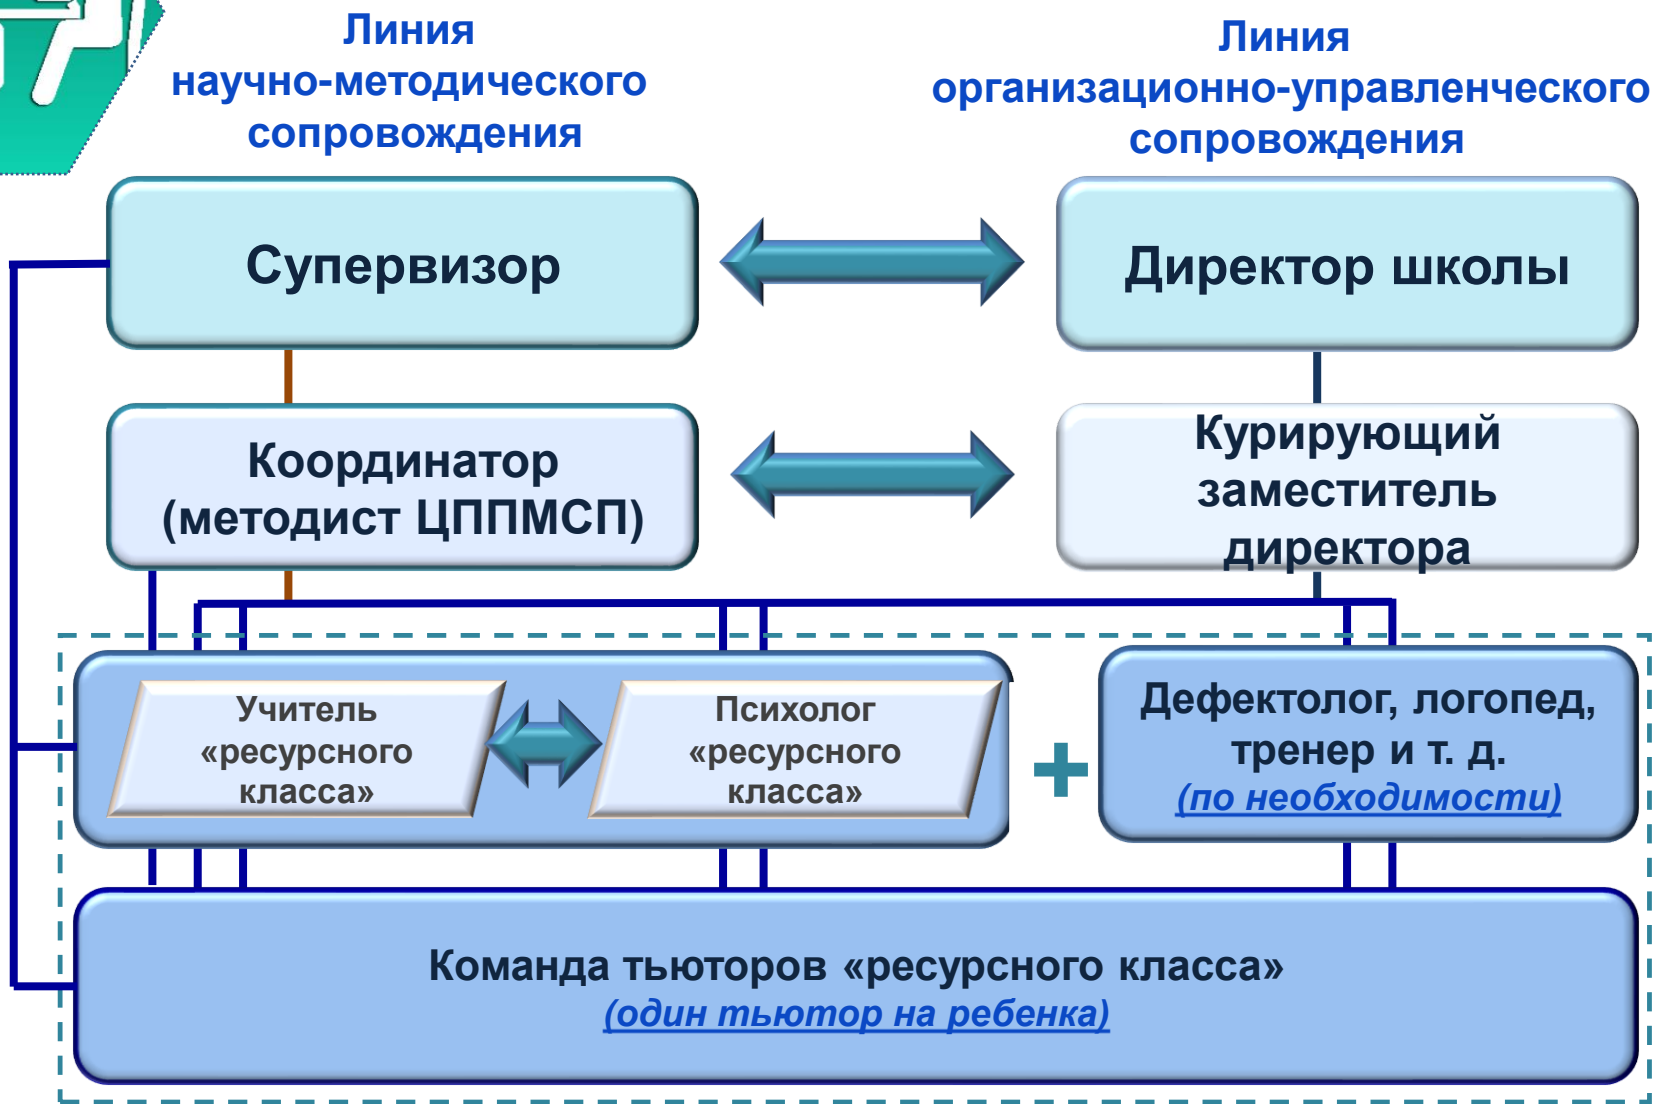 Линия
научно-методического
сопровождения
Линия
организационно-управленческого
сопровождения
Супервизор
Директор школы
Координатор
(методист ЦППМСП)
Курирующий
заместитель
директора
Учитель
«ресурсного
класса»
Психолог
«ресурсного
класса»
+
Дефектолог, логопед,
тренер и т. д.
(по необходимости)
Команда тьюторов «ресурсного класса»
(один тьютор на ребенка)